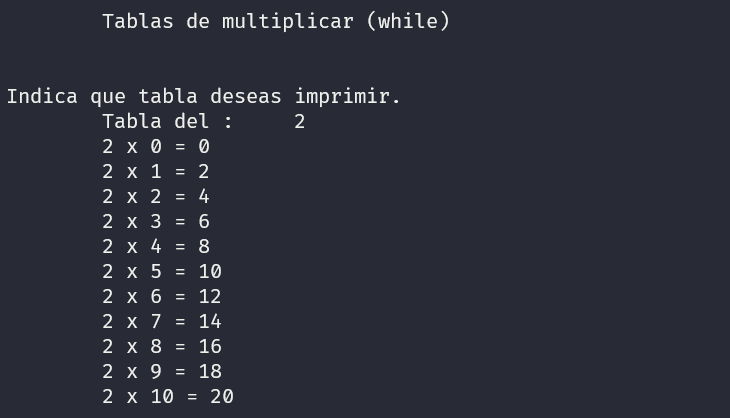 Tablas de multiplicar (while)
Indica que tabla deseas imprimir.
Tabla del : 2
2 x 0 = 0
2 x 1 = 2
2 x 2 = 4
2 x 3 = 6
2 x 4 = 8
2 x 5 = 10
2 x 6 = 12
2 x 7 = 14
2 x 8 = 16
2 x 9 = 18
2 x 10 = 20